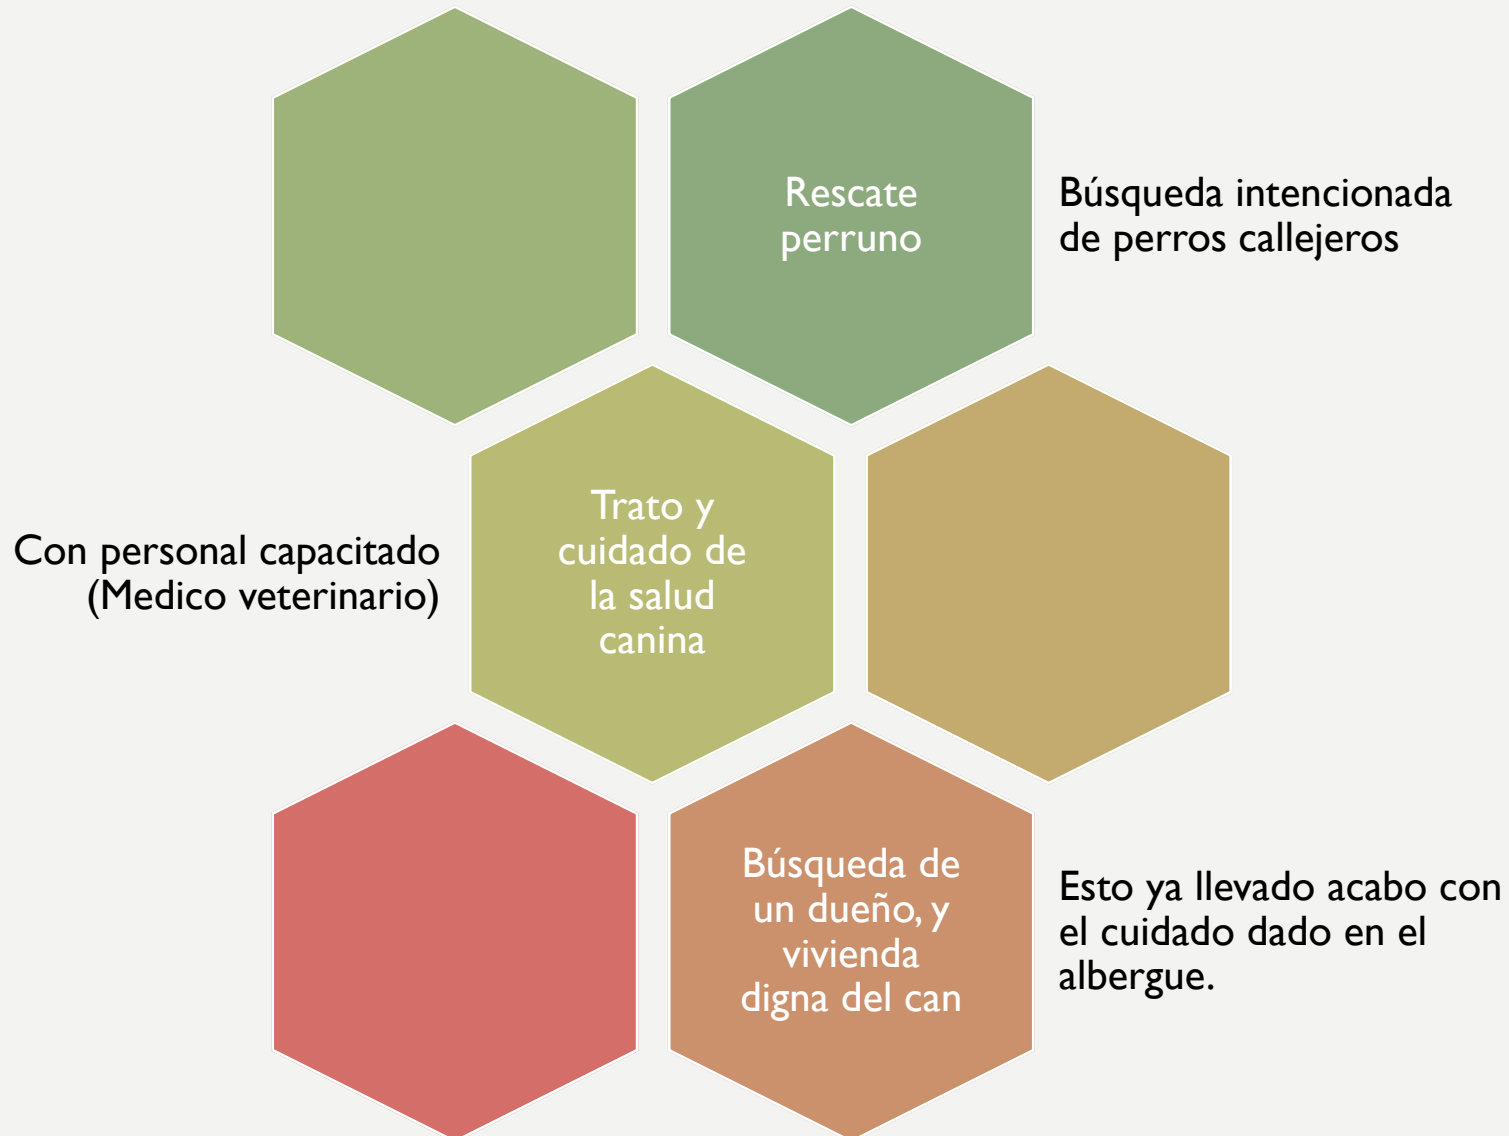 Rescate
perruno
Búsqueda intencionada
de perros callejeros
Con personal capacitado
(Medico veterinario)
Trato y
cuidado de
la salud
canina
Búsqueda de
un dueño, y
vivienda
digna del can
Esto ya llevado acabo con
el cuidado dado en el
albergue.